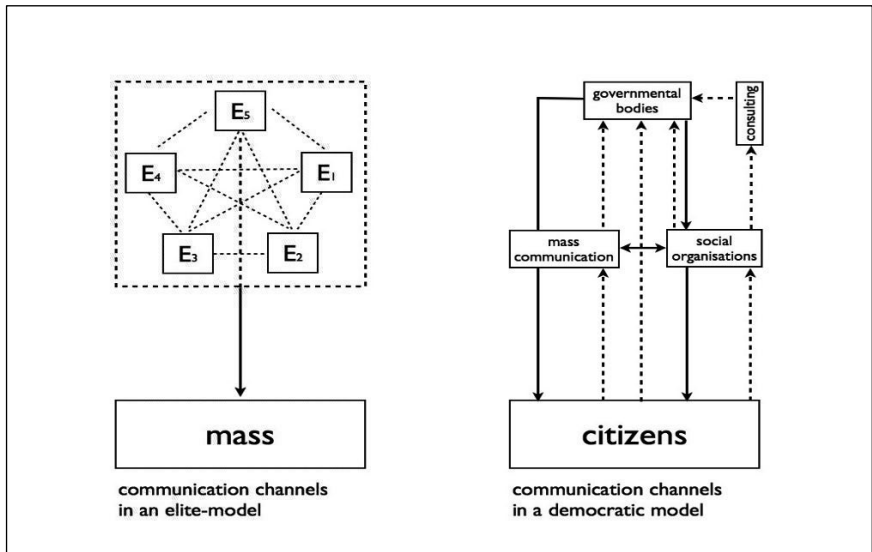 E5
E4
E1
E3
E2
mass
communication channels
in an elite-model
governmental
bodies
consulting
mass
communication
social
organisations
citizens
communication channels
in a democratic model